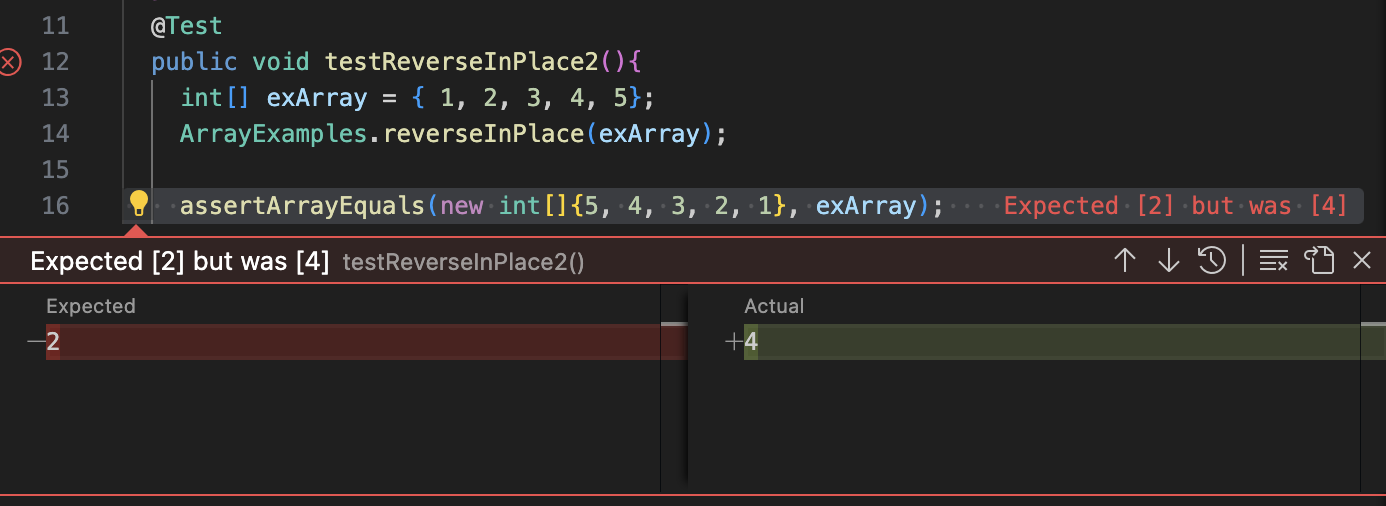 11 @Test
12 public void testReverseInPlace2(){
13 int[] exArray = { 1, 2, 3, 4, 5};
14 ArrayExamples.reverseInPlace(exArray);
15
16 assertArrayEquals(new int[]{5, 4, 3, 2, 1}, exArray); Expected [2] but was [4]
Expected [2] but was [4] testReverseInPlace2()
Expected Actual
—2 +4